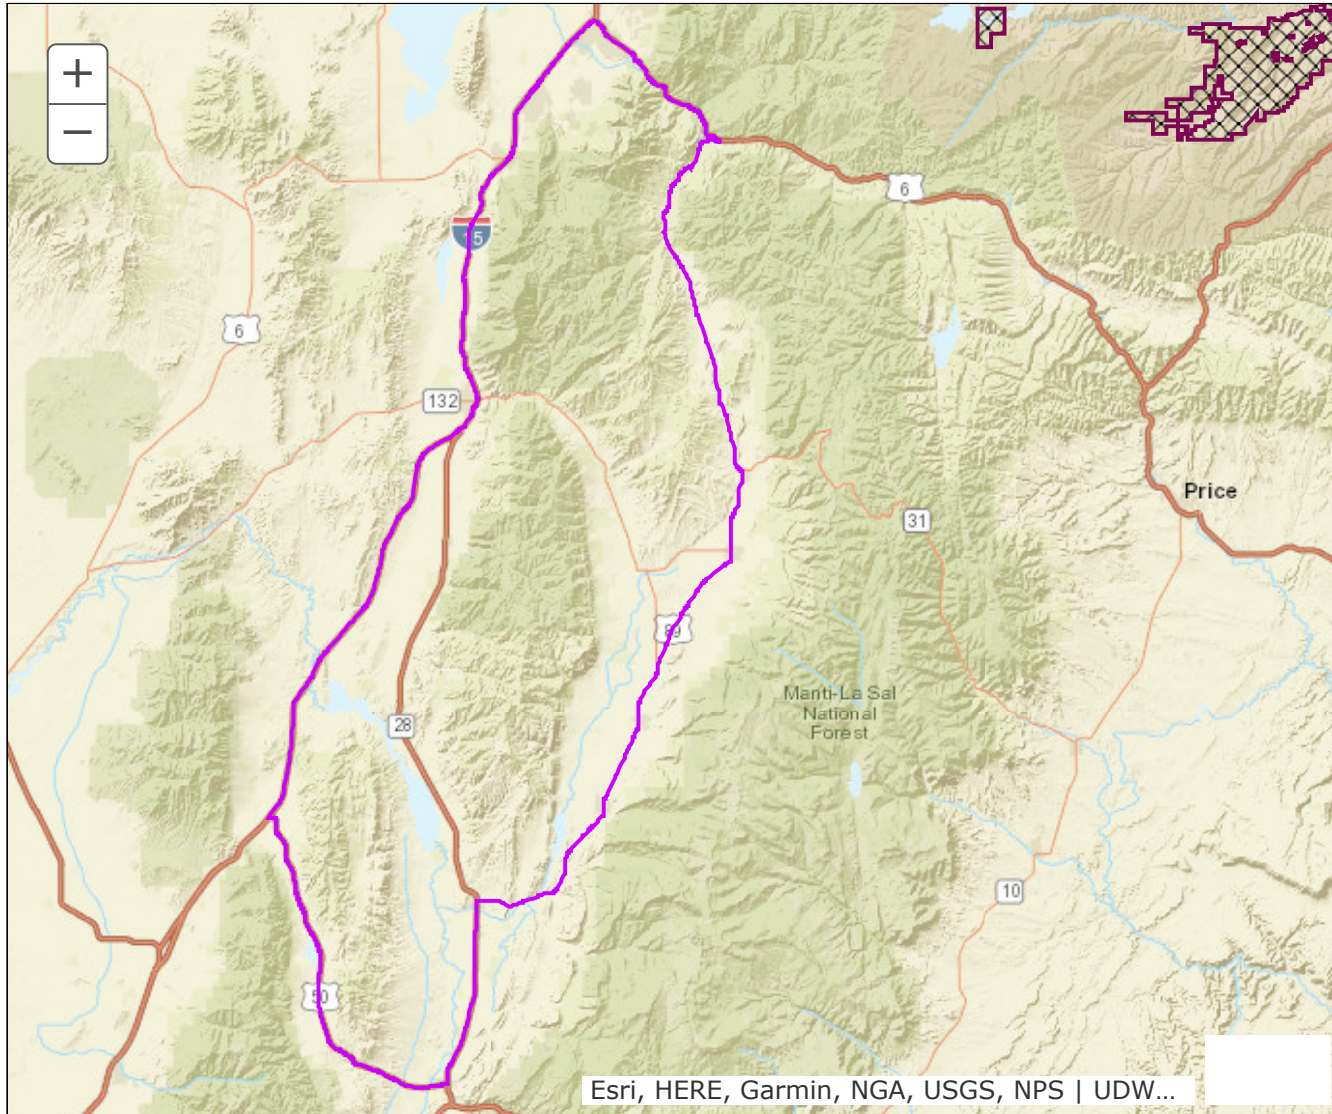 +
−
6
15
6
132
Price
31
89
Manti-La Sal
National
Forest
28
10
50
Esri, HERE, Garmin, NGA, USGS, NPS | UDW...